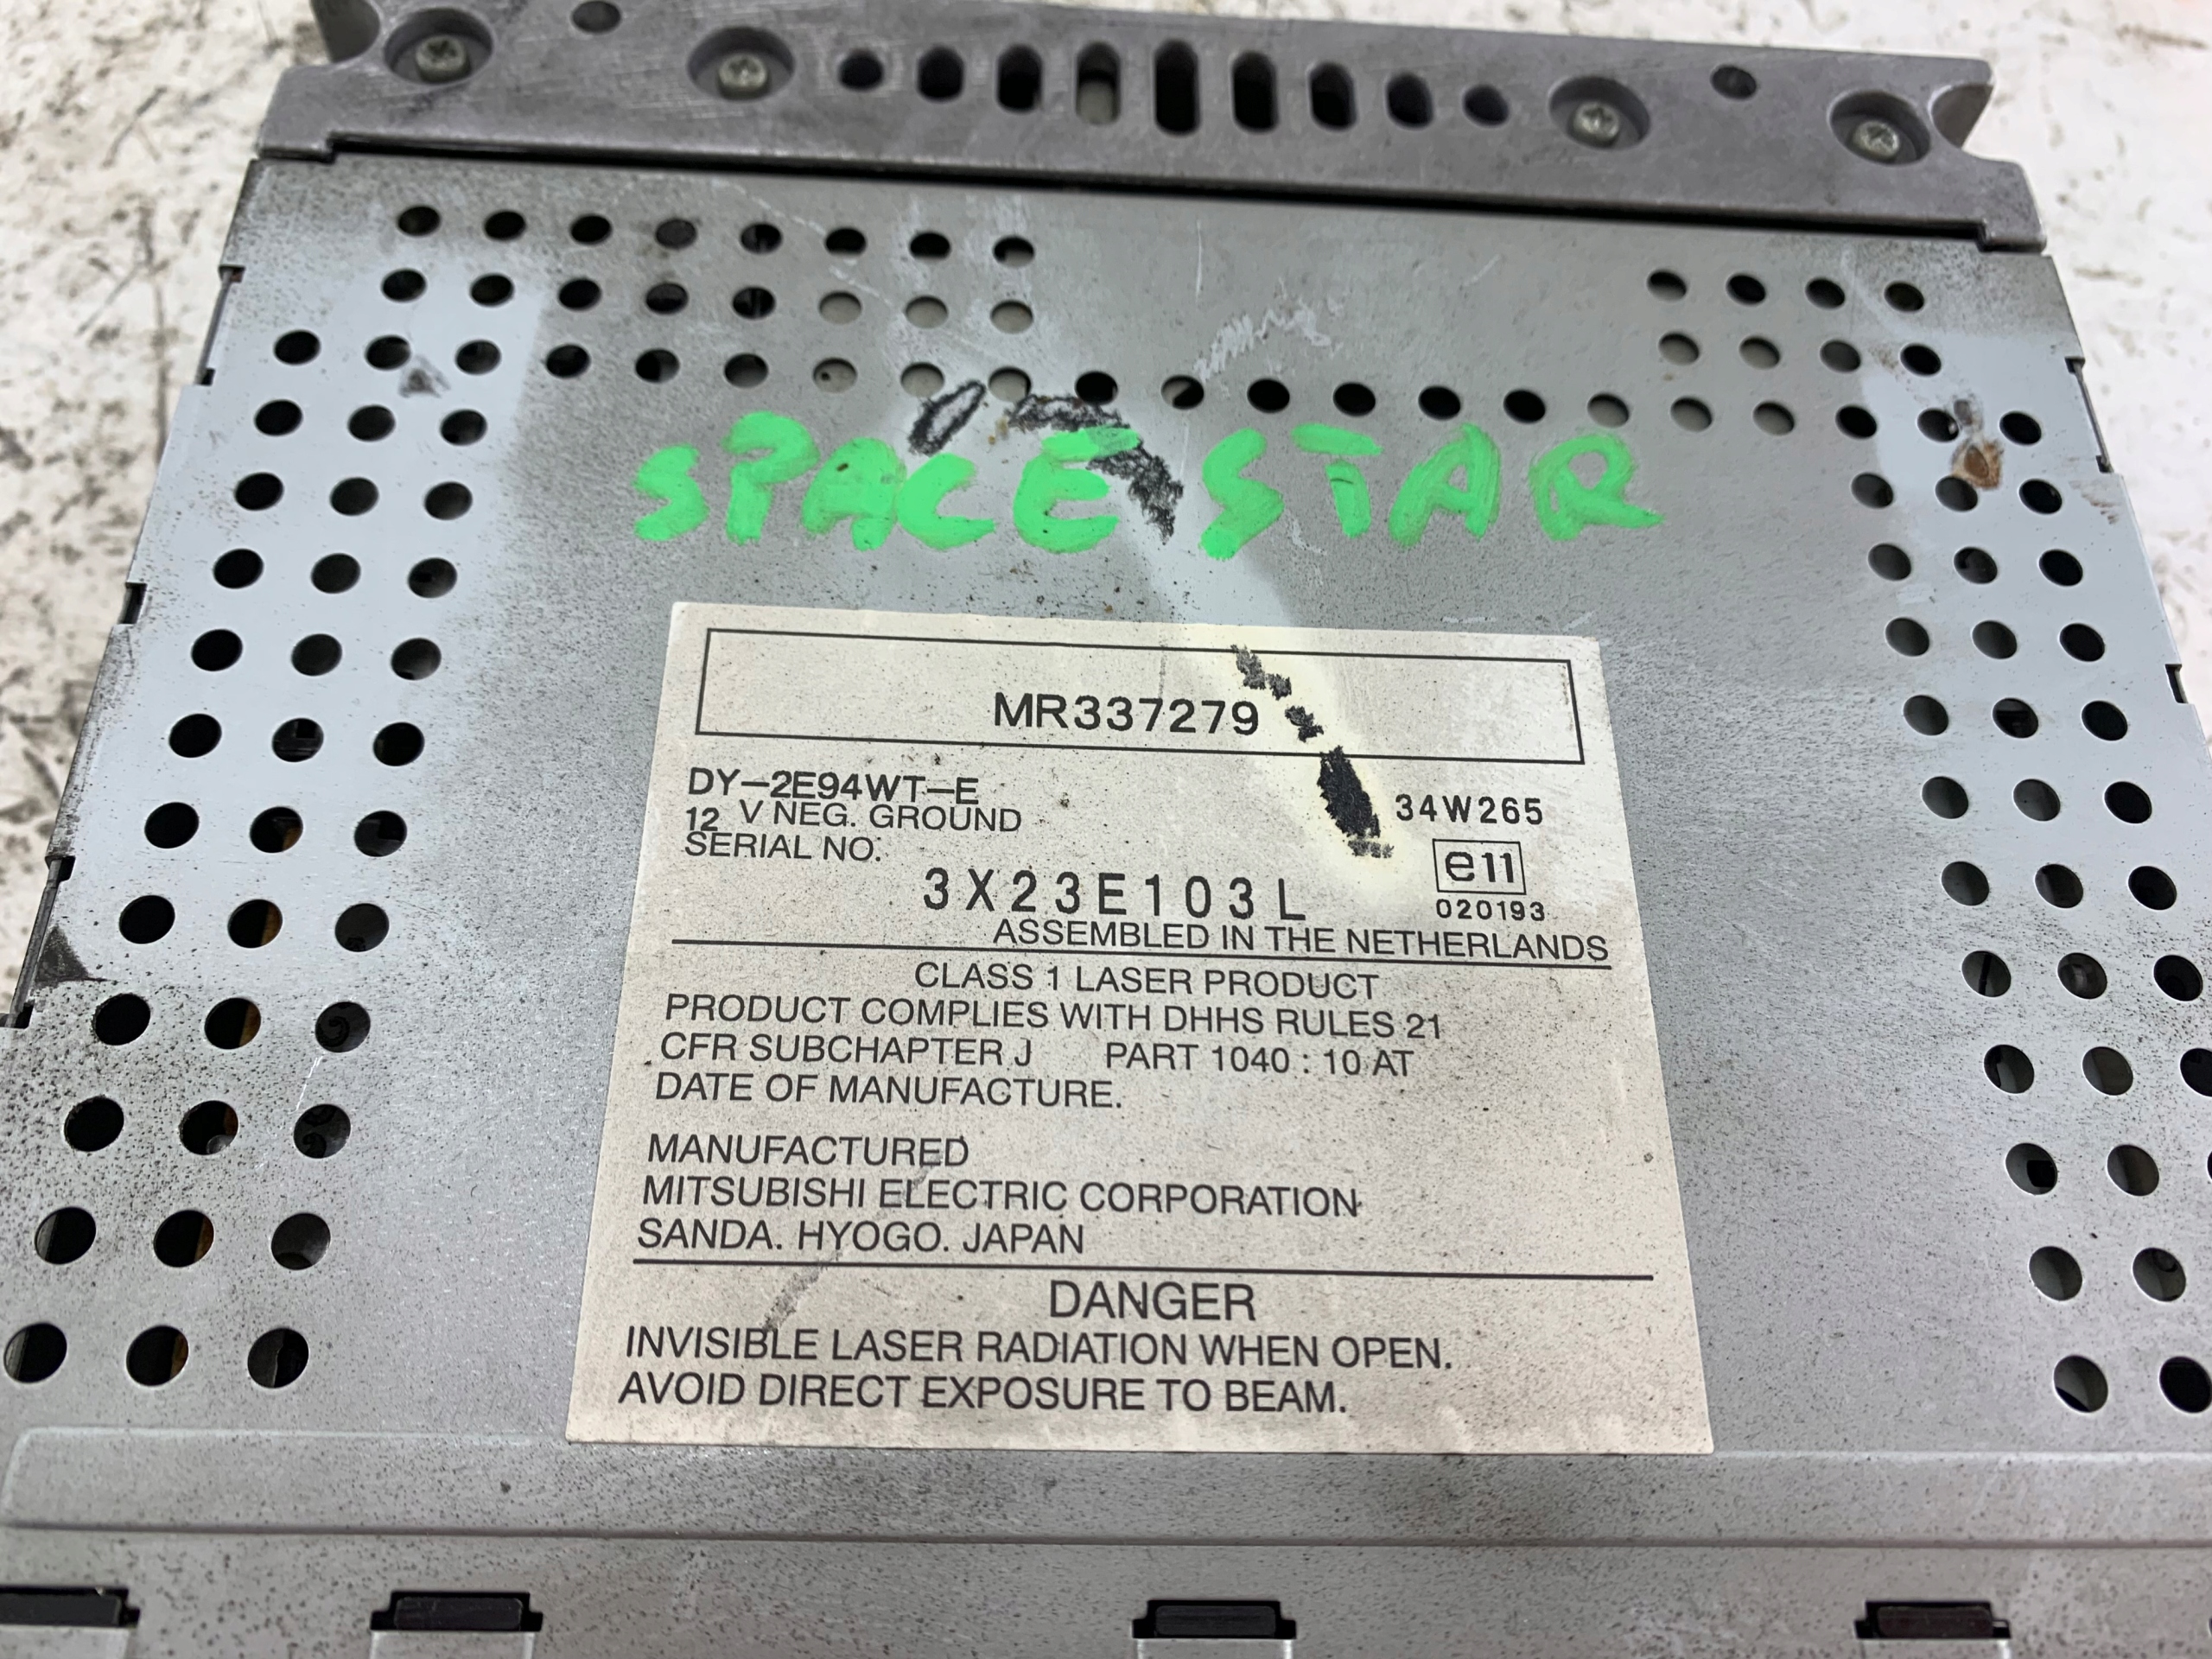 SPACE STAR
MR337279
DY-2E94WT-E
12 V NEG. GROUND
34W265
SERIAL NO.
e11
3X23E103L
020193
ASSEMBLED IN THE NETHERLANDS
CLASS 1 LASER PRODUCT
PRODUCT COMPLIES WITH DHHS RULES 21
CFR SUBCHAPTER J PART 1040 : 10 AT
DATE OF MANUFACTURE.
MANUFACTURED
MITSUBISHI ELECTRIC CORPORATION
SANDA. HYOGO. JAPAN
DANGER
INVISIBLE LASER RADIATION WHEN OPEN.
AVOID DIRECT EXPOSURE TO BEAM.